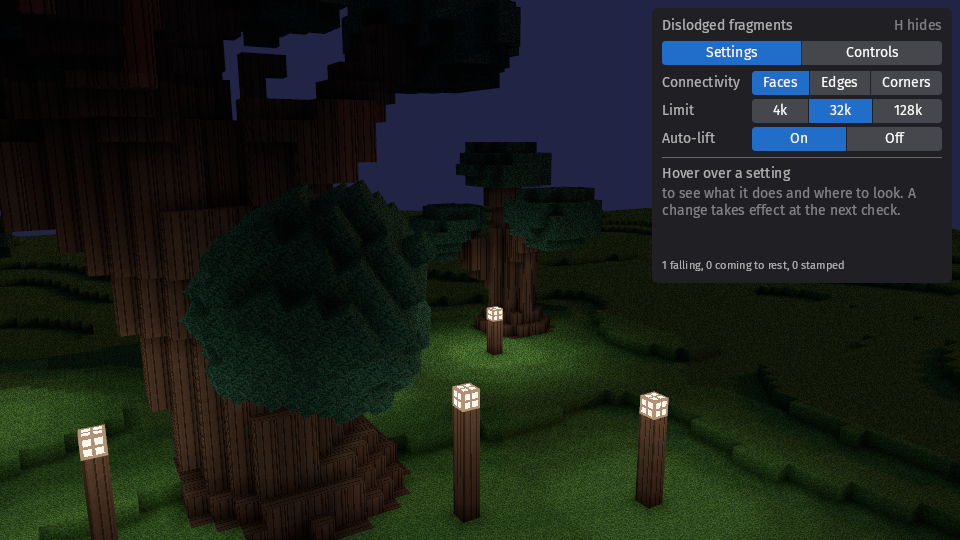 Dislodged fragments H hides
Settings Controls
Connectivity Faces Edges Corners
Limit 4k 32k 128k
Auto-lift On Off
Hover over a setting
to see what it does and where to look. A
change takes effect at the next check.
1 falling, 0 coming to rest, 0 stamped